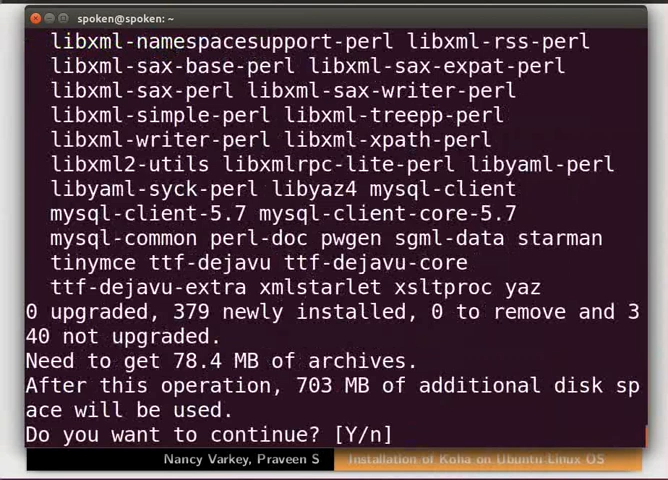 spoken@spoken: ~
libxml-namespacesupport-perl libxml-rss-perl
libxml-sax-base-perl libxml-sax-expat-perl
libxml-sax-perl libxml-sax-writer-perl
libxml-simple-perl libxml-treepp-perl
libxml-writer-perl libxml-xpath-perl
libxml2-utils libxmlrpc-lite-perl libyaml-perl
libyaml-syck-perl libyaz4 mysql-client
mysql-client-5.7 mysql-client-core-5.7
mysql-common perl-doc pwgen sgml-data starman
tinymce ttf-dejavu ttf-dejavu-core
ttf-dejavu-extra xmlstarlet xsltproc yaz
0 upgraded, 379 newly installed, 0 to remove and 3
40 not upgraded.
Need to get 78.4 MB of archives.
After this operation, 703 MB of additional disk sp
ace will be used.
Do you want to continue? [Y/n]
Nancy Varkey, Praveen S Installation of Koha on Ubuntu Linux OS